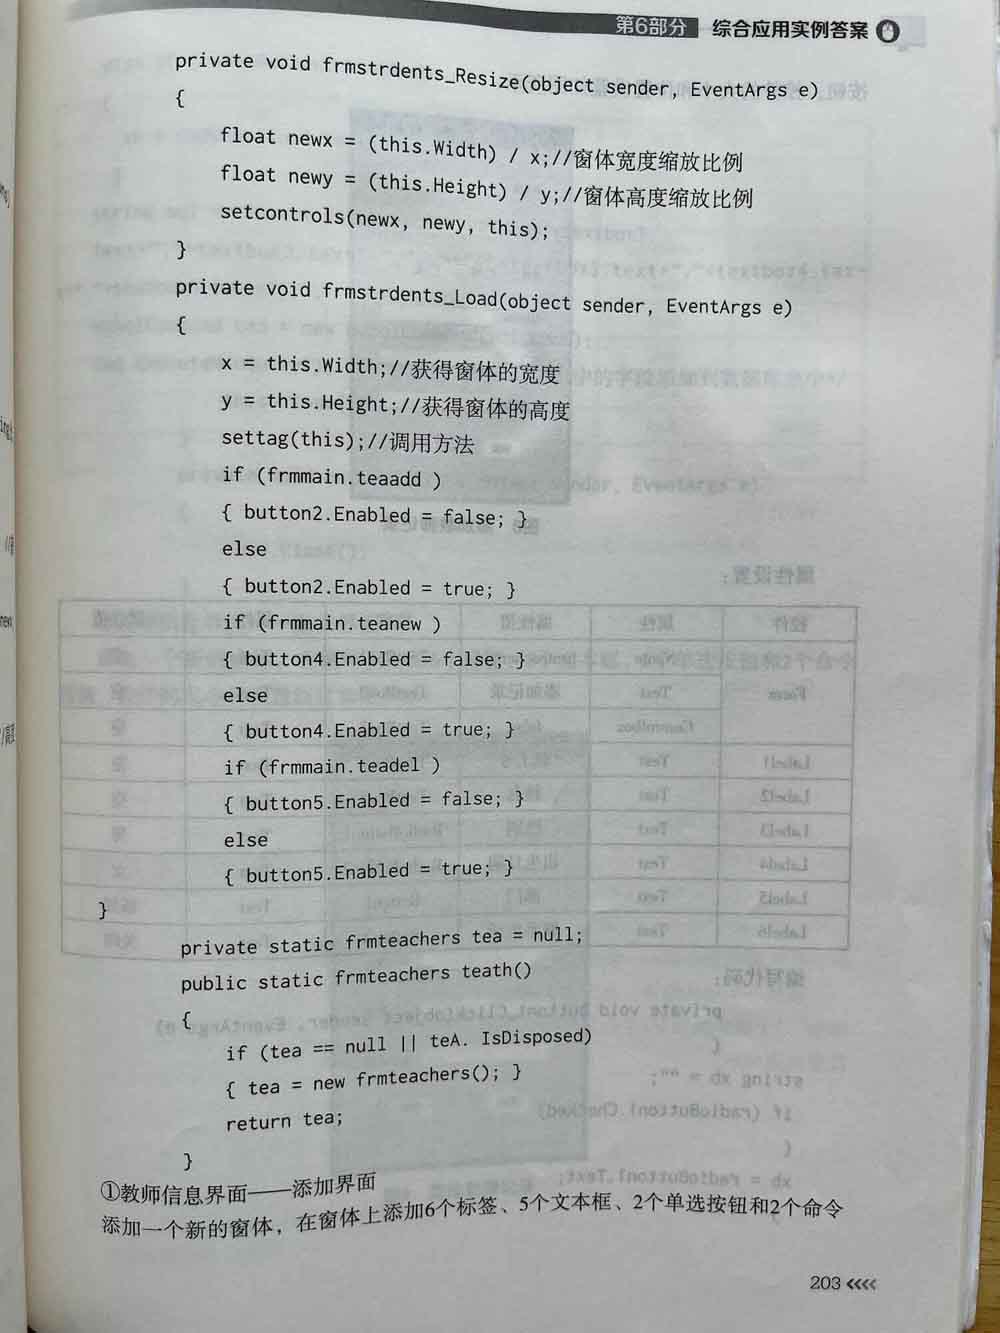 第6部分 综合应用实例答案
private void frmstrdents_Resize(object sender, EventArgs e)
{
float newx = (this.Width) / x;//窗体宽度缩放比例
float newy = (this.Height) / y;//窗体高度缩放比例
setcontrols(newx, newy, this);
}
private void frmstrdents_Load(object sender, EventArgs e)
{
x = this.Width;//获得窗体的宽度
y = this.Height;//获得窗体的高度
settag(this);//调用方法
if (frmmain.teaadd )
{ button2.Enabled = false; }
else
{ button2.Enabled = true; }
if (frmmain.teanew )
{ button4.Enabled = false; }
else
{ button4.Enabled = true; }
if (frmmain.teadel )
{ button5.Enabled = false; }
else
{ button5.Enabled = true; }
}
private static frmteachers tea = null;
public static frmteachers teath()
{
if (tea == null || teA. IsDisposed)
{ tea = new frmteachers(); }
return tea;
}
①教师信息界面——添加界面
添加一个新的窗体，在窗体上添加6个标签、5个文本框、2个单选按钮和2个命令
203